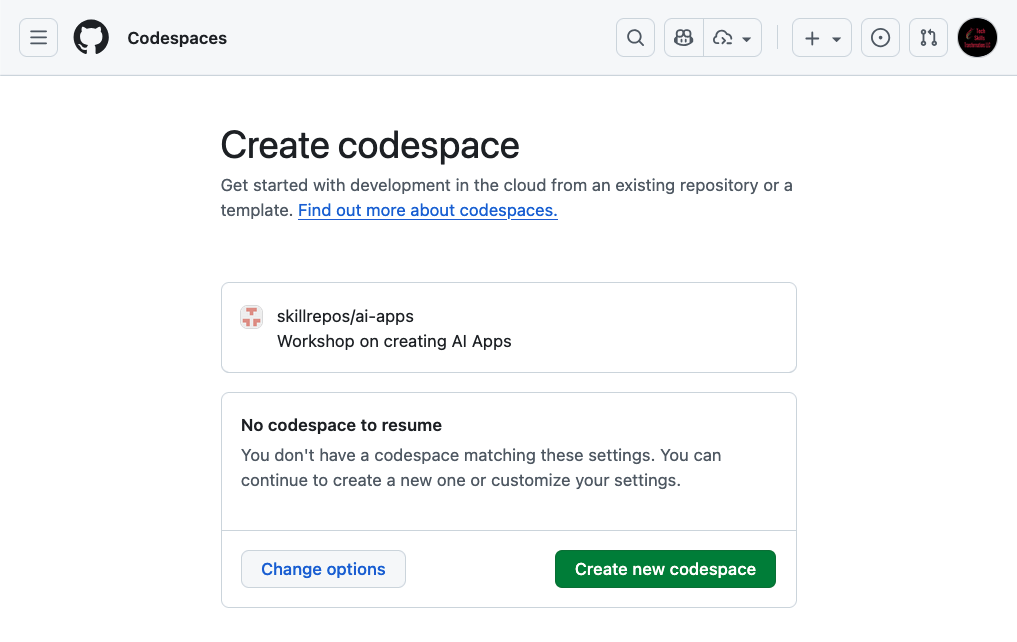 Codespaces
Create codespace
Get started with development in the cloud from an existing repository or a
template. Find out more about codespaces.
skillrepos/ai-apps
Workshop on creating AI Apps
No codespace to resume
You don't have a codespace matching these settings. You can
continue to create a new one or customize your settings.
Change options
Create new codespace